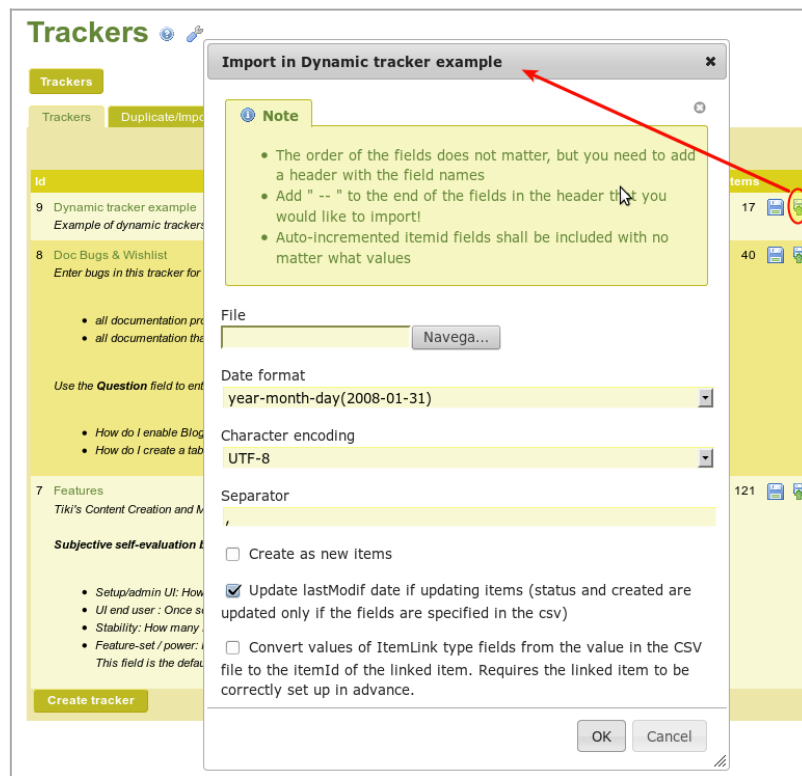 Trackers
Import in Dynamic tracker example
Trackers
Trackers
Duplicate/Impo
Note
The order of the fields does not matter, but you need to add
a header with the field names
Add " -- " to the end of the fields in the header that you
would like to import!
Auto-incremented itemid fields shall be included with no
matter what values
Id
tems
9 Dynamic tracker example
17
Example of dynamic trackers
8 Doc Bugs & Wishlist
40
Enter bugs in this tracker for
all documentation pro
all documentation tha
Use the Question field to ent
How do I enable Blog
How do I create a tab
7 Features
121
Tiki's Content Creation and M
Subjective self-evaluation b
Setup/admin UI: How
UI end user : Once se
Stability: How many
Feature-set / power:
This field is the defau
Create tracker
File
Navega...
Date format
year-month-day(2008-01-31)
Character encoding
UTF-8
Separator
,
Create as new items
Update lastModif date if updating items (status and created are
updated only if the fields are specified in the csv)
Convert values of ItemLink type fields from the value in the CSV
file to the itemId of the linked item. Requires the linked item to be
correctly set up in advance.
OK
Cancel